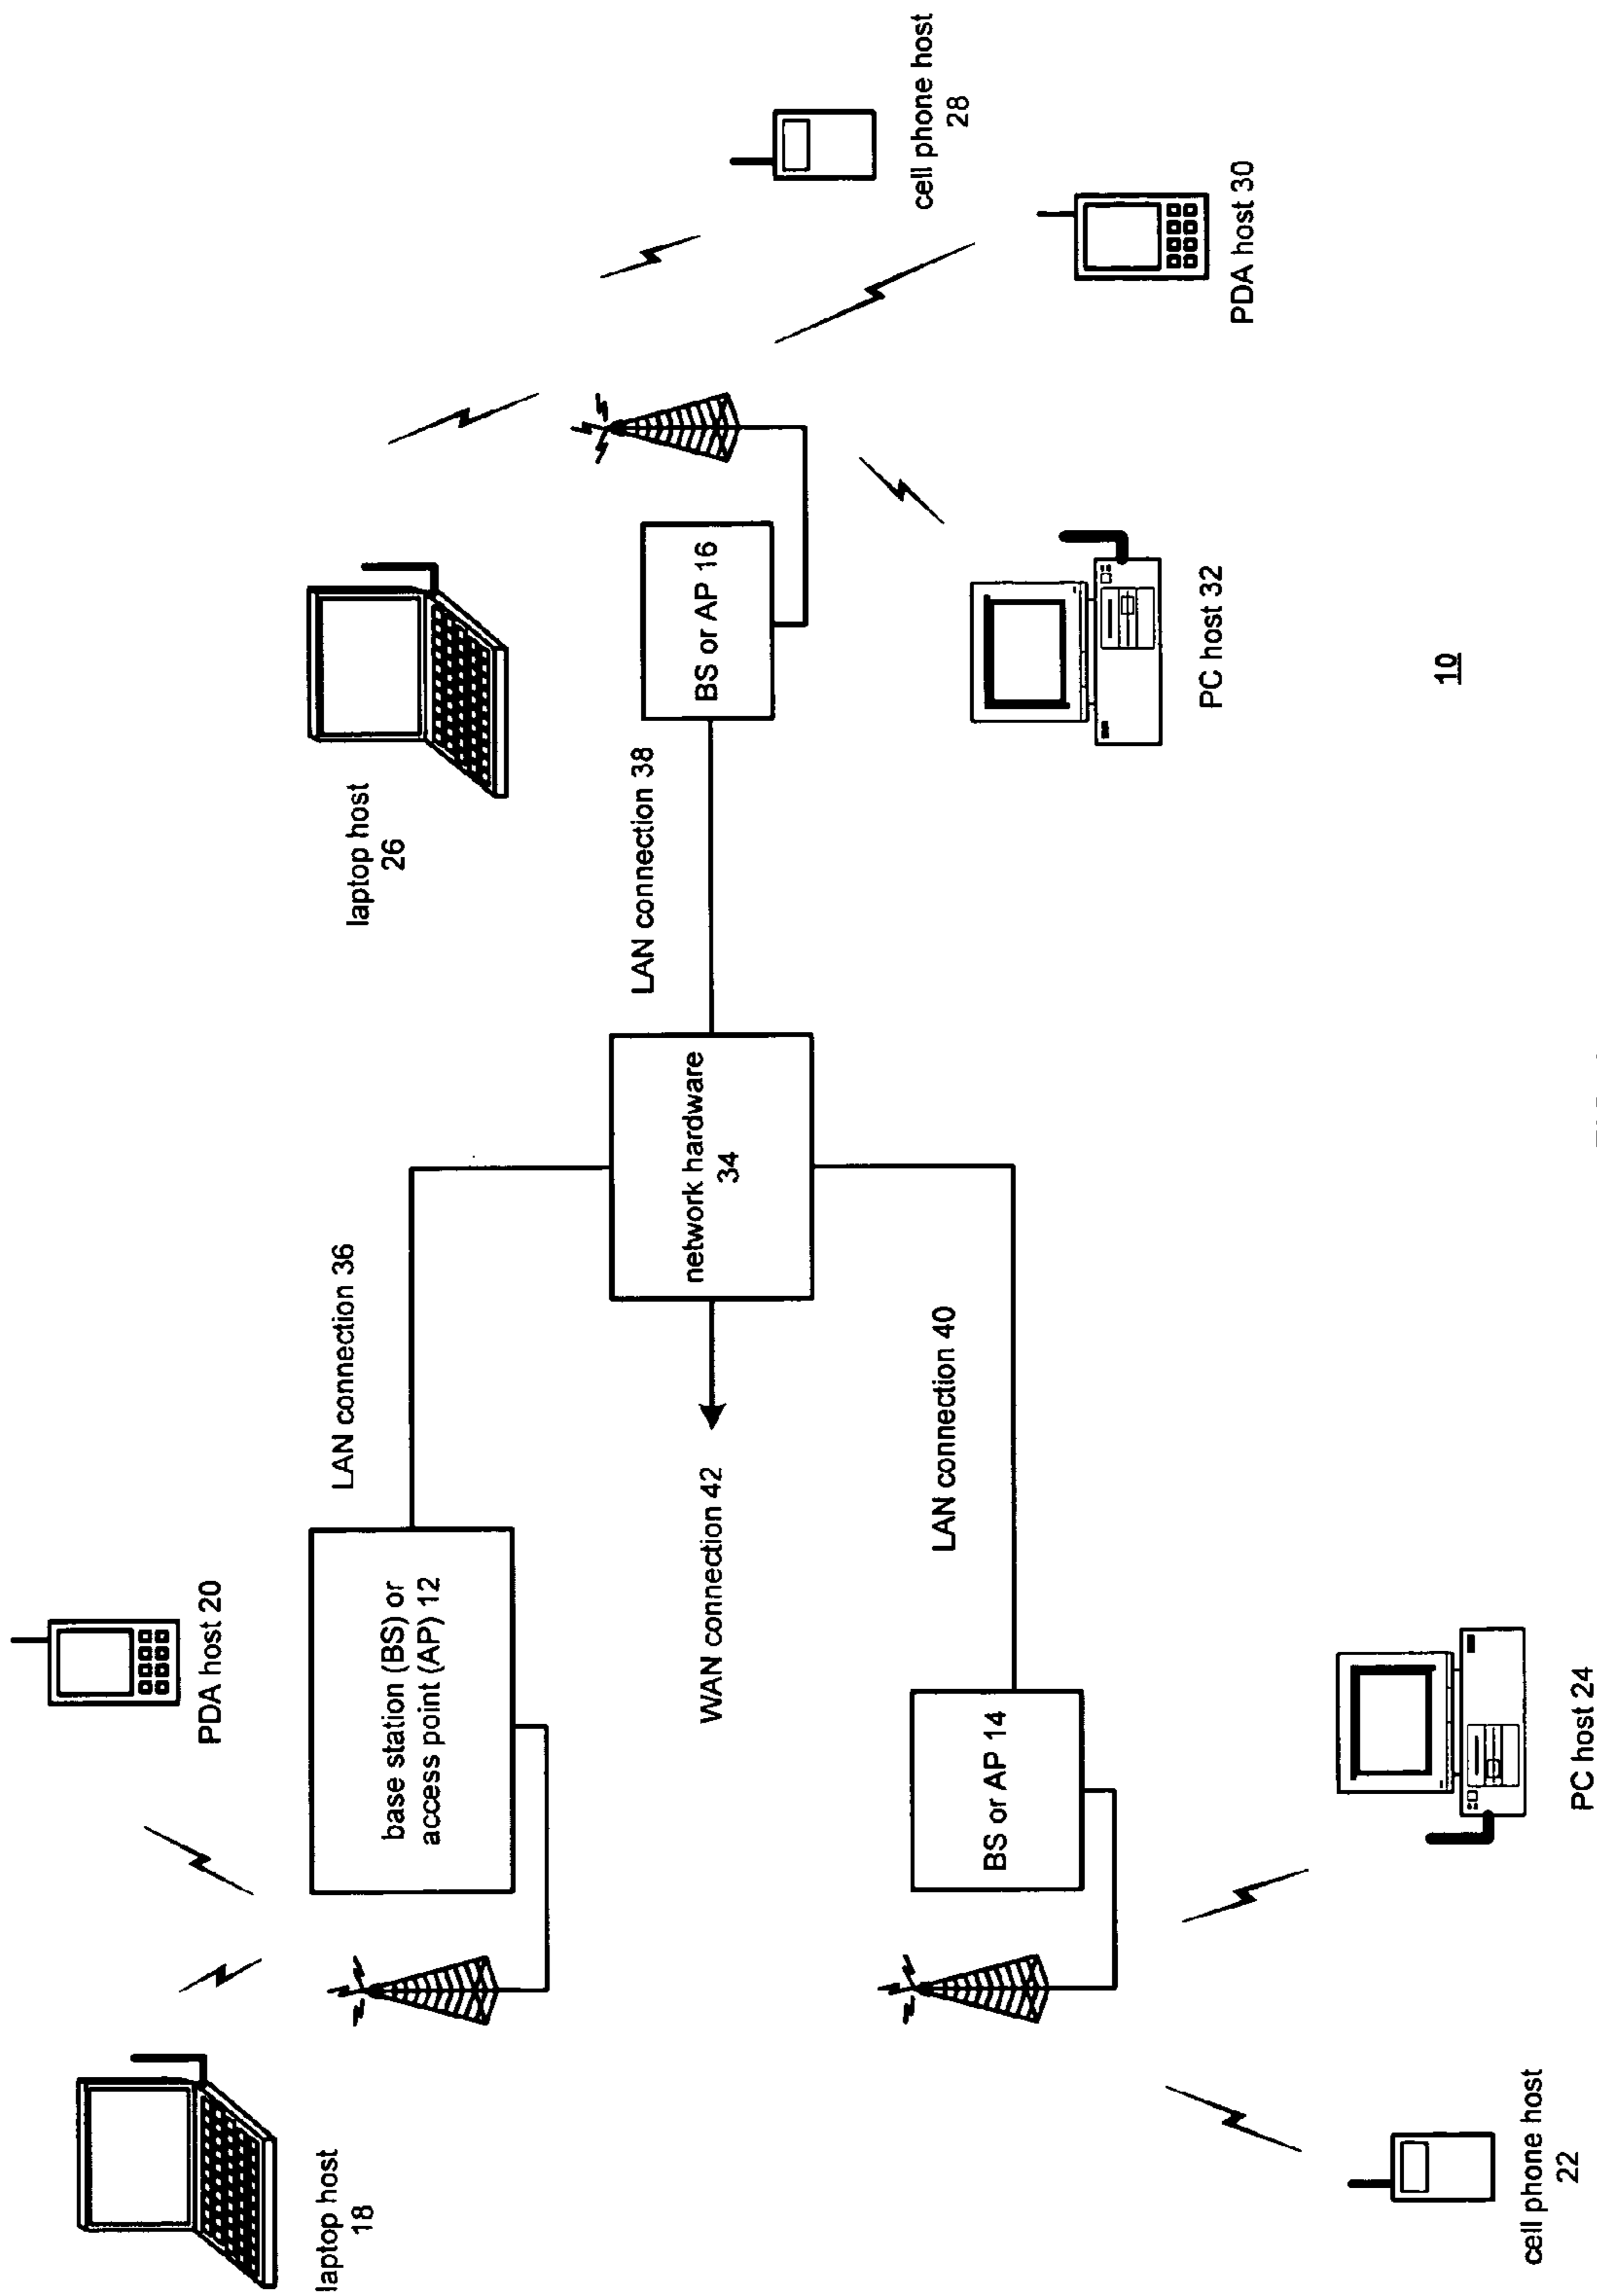 laptop host
18
PDA host 20
base station (BS) or
access point (AP) 12
LAN connection 36
laptop host
26
LAN connection 38
BS or AP 16
cell phone host
28
PDA host 30
PC host 32
network hardware
34
WAN connection 42
LAN connection 40
BS or AP 14
cell phone host
22
PC host 24
10